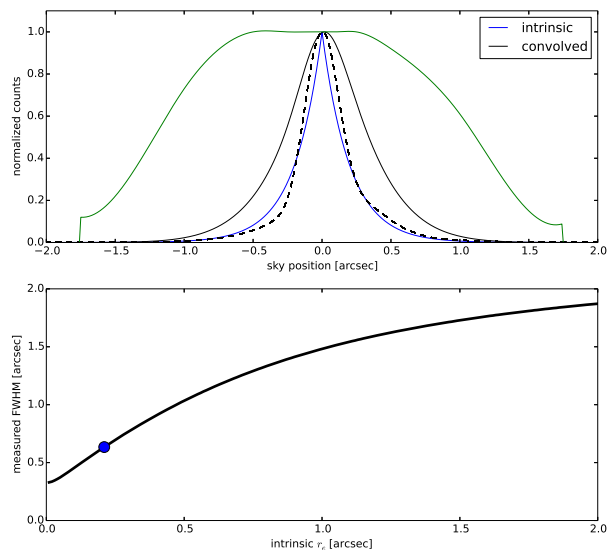 intrinsic
convolved
normalized counts
1.0
0.8
0.6
0.4
0.2
0.0
−2.0 −1.5 −1.0 −0.5 0.0 0.5 1.0 1.5 2.0
sky position [arcsec]
measured FWHM [arcsec]
2.0
1.5
1.0
0.5
0.0
0.0 0.5 1.0 1.5 2.0
intrinsic r_e [arcsec]